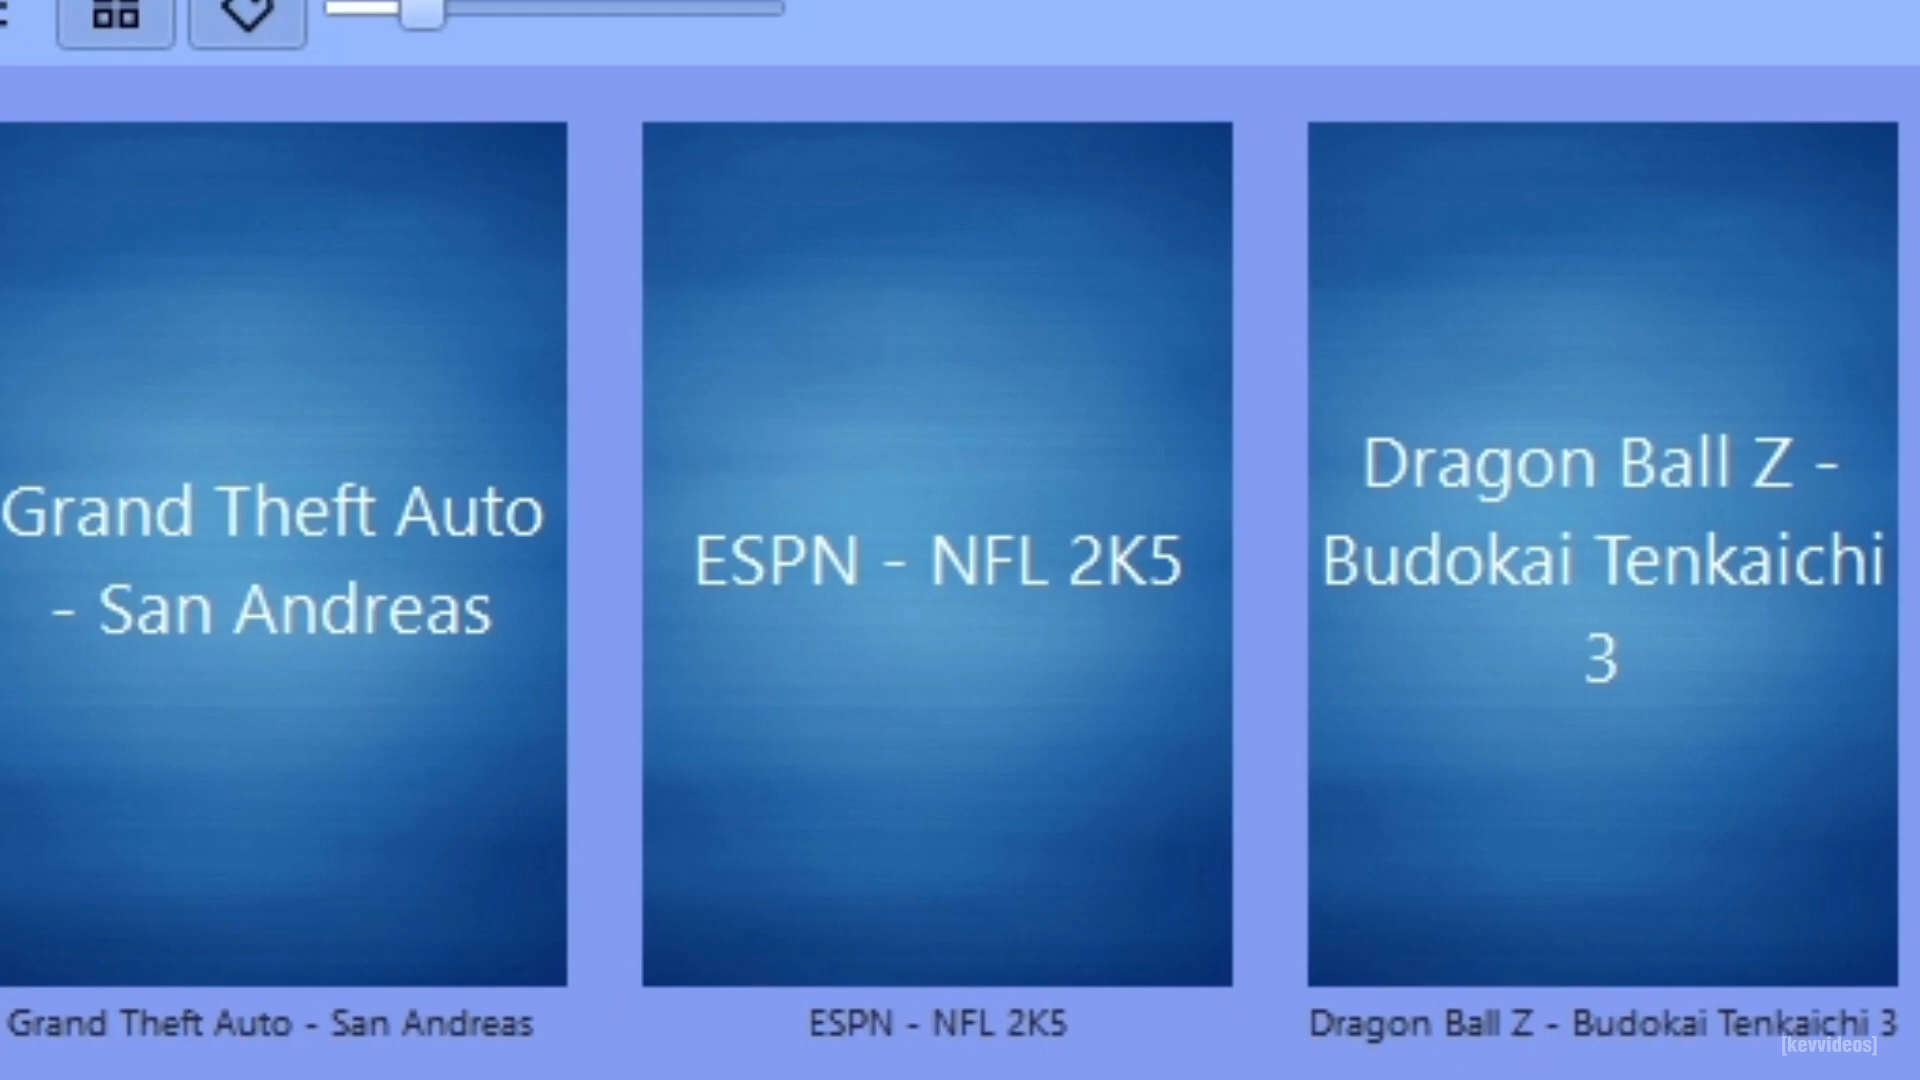 Grand Theft Auto
- San Andreas
ESPN - NFL 2K5
Dragon Ball Z -
Budokai Tenkaichi
3
Grand Theft Auto - San Andreas
ESPN - NFL 2K5
Dragon Ball Z - Budokai Tenkaichi 3
[kevvideos]